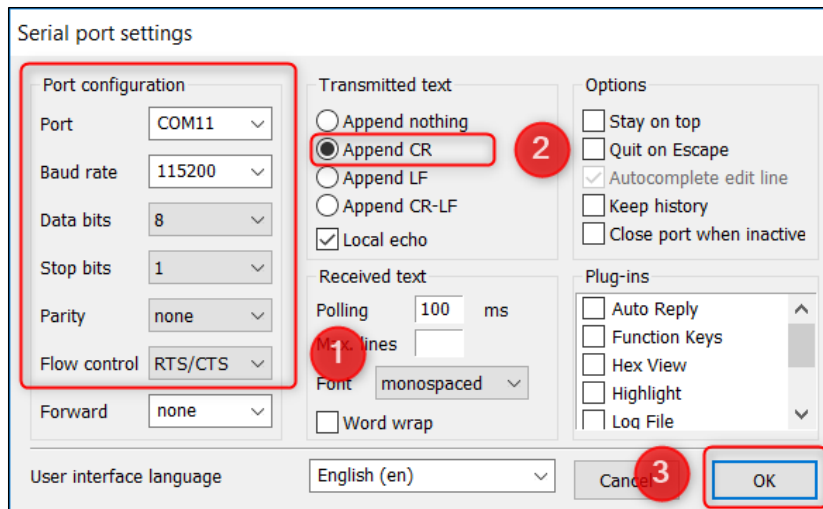 Serial port settings
Port configuration
Port COM11
Baud rate 115200
Data bits 8
Stop bits 1
Parity none
Flow control RTS/CTS
Forward none
Transmitted text
Append nothing
Append CR
Append LF
Append CR-LF
Local echo
2
Received text
Polling 100 ms
lines
1
Font monospaced
Word wrap
Options
Stay on top
Quit on Escape
Autocomplete edit line
Keep history
Close port when inactive
Plug-ins
Auto Reply
Function Keys
Hex View
Highlight
Log File
User interface language English (en)
Cancel
3
OK